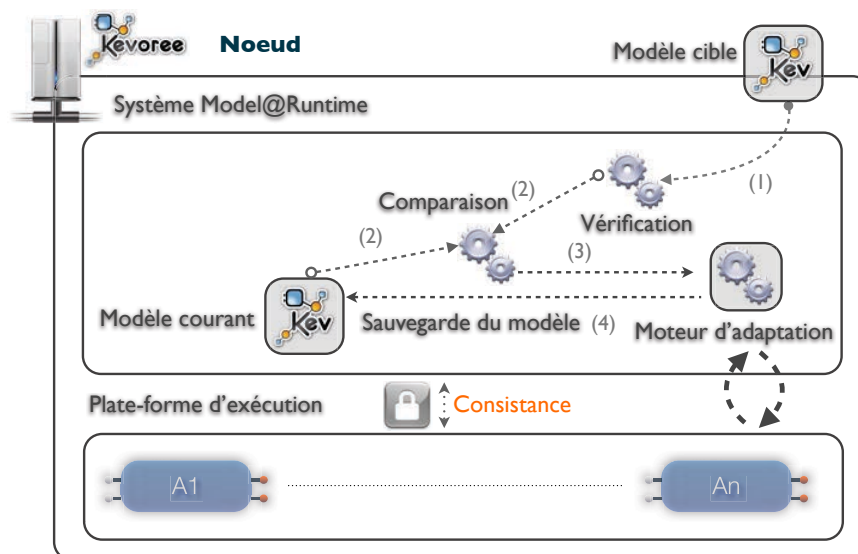 Kevoree
Noeud
Modèle cible
Kev
Système Model@Runtime
(1)
(2)
Comparaison
Vérification
(2)
(3)
Modèle courant
Kev
Sauvegarde du modèle (4)
Moteur d'adaptation
Plate-forme d'exécution
Consistance
A1
An